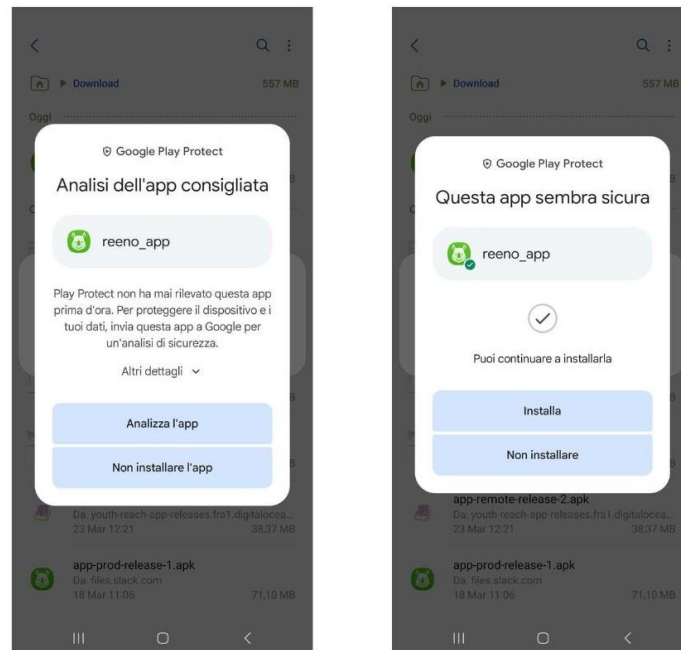 Download
557 MB
Oggi
Google Play Protect
Analisi dell'app consigliata
reeno_app
Play Protect non ha mai rilevato questa app
prima d'ora. Per proteggere il dispositivo e i
tuoi dati, invia questa app a Google per
un'analisi di sicurezza.
Altri dettagli
Analizza l'app
Non installare l'app
Da: youth-reach-app-releases.fra1.digitalocea...
23 Mar 12:21
38,37 MB
app-prod-release-1.apk
Da: files.slack.com
18 Mar 11:06
71,10 MB
Download
557 MB
Oggi
Google Play Protect
Questa app sembra sicura
reeno_app
Puoi continuare a installarla
Installa
Non installare
app-remote-release-2.apk
Da: youth-reach-app-releases.fra1.digitalocea...
23 Mar 12:21
38,37 MB
app-prod-release-1.apk
Da: files.slack.com
18 Mar 11:06
71,10 MB